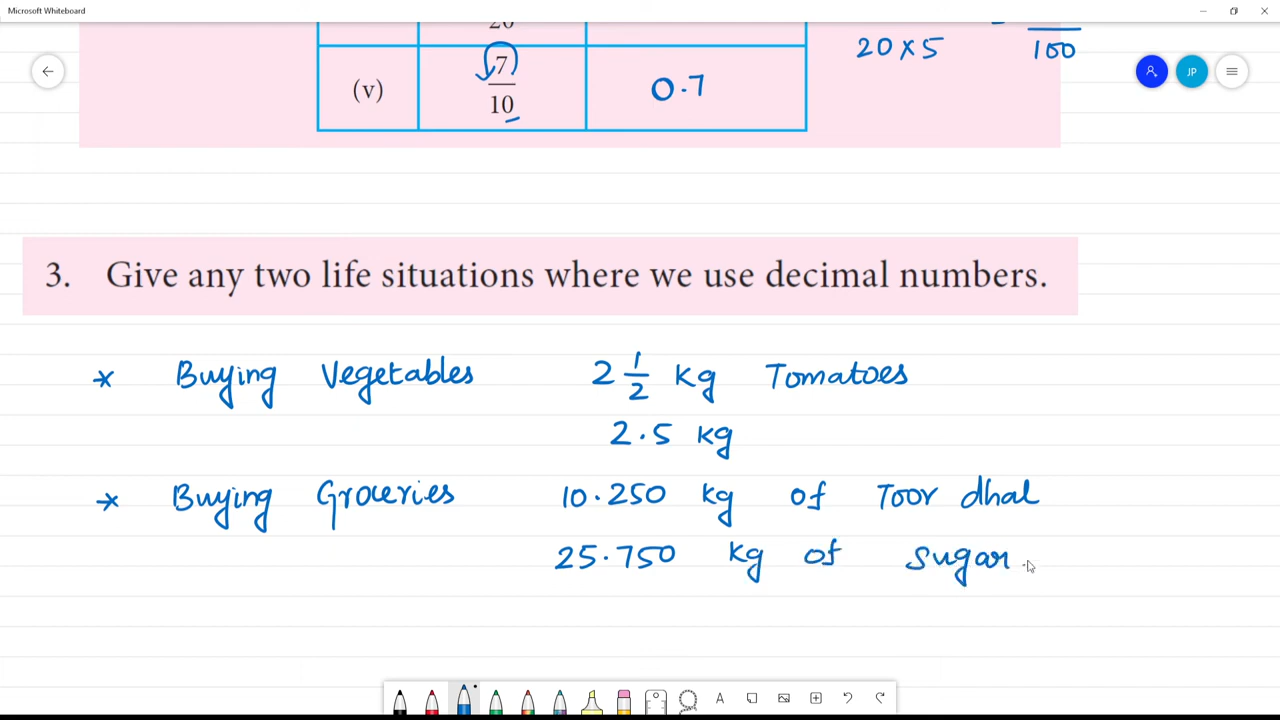 Microsoft Whiteboard
20 × 5
100
(v) 7/10 0.7
JP
3. Give any two life situations where we use decimal numbers.
* Buying Vegetables 2 1/2 kg Tomatoes
2.5 kg
* Buying Groceries 10.250 kg of Toor dhal
25.750 kg of Sugar
A